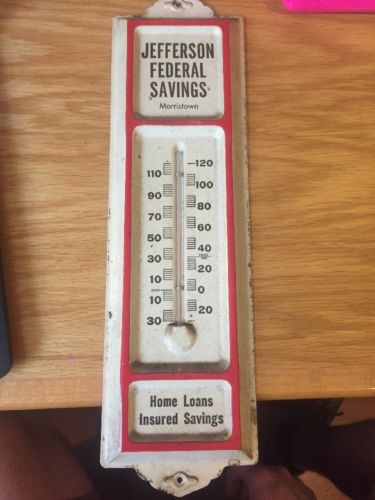 JEFFERSON
FEDERAL
SAVINGS
Morristown
120
110
100
90
80
70
60
50
40
30
20
10
0
10
20
30
Home Loans
Insured Savings